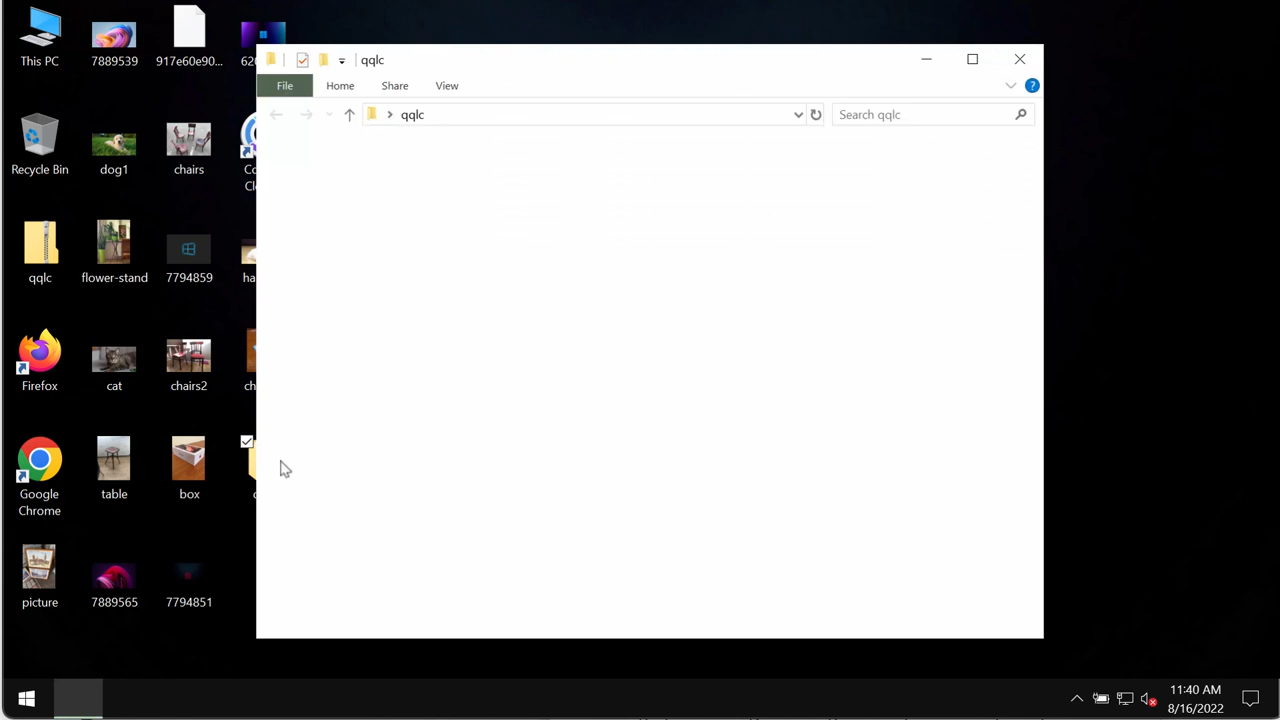 This PC
7889539
917e60e90...
qqlc
File
Home
Share
View
qqlc
Search qqlc
Recycle Bin
dog1
chairs
qqlc
flower-stand
7794859
Firefox
cat
chairs2
Google
Chrome
table
box
picture
7889565
7794851
11:40 AM
8/16/2022